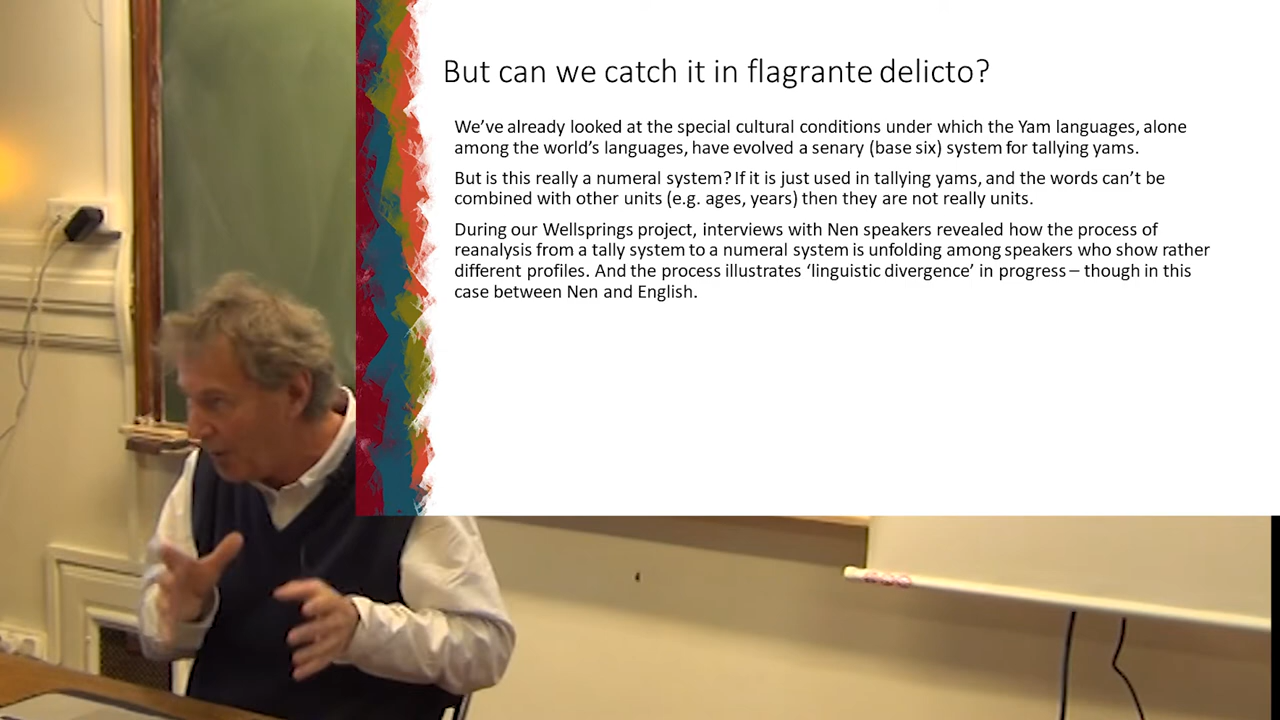 But can we catch it in flagrante delicto?
We’ve already looked at the special cultural conditions under which the Yam languages, alone
among the world’s languages, have evolved a senary (base six) system for tallying yams.
But is this really a numeral system? If it is just used in tallying yams, and the words can’t be
combined with other units (e.g. ages, years) then they are not really units.
During our Wellsprings project, interviews with Nen speakers revealed how the process of
reanalysis from a tally system to a numeral system is unfolding among speakers who show rather
different profiles. And the process illustrates ‘linguistic divergence’ in progress – though in this
case between Nen and English.